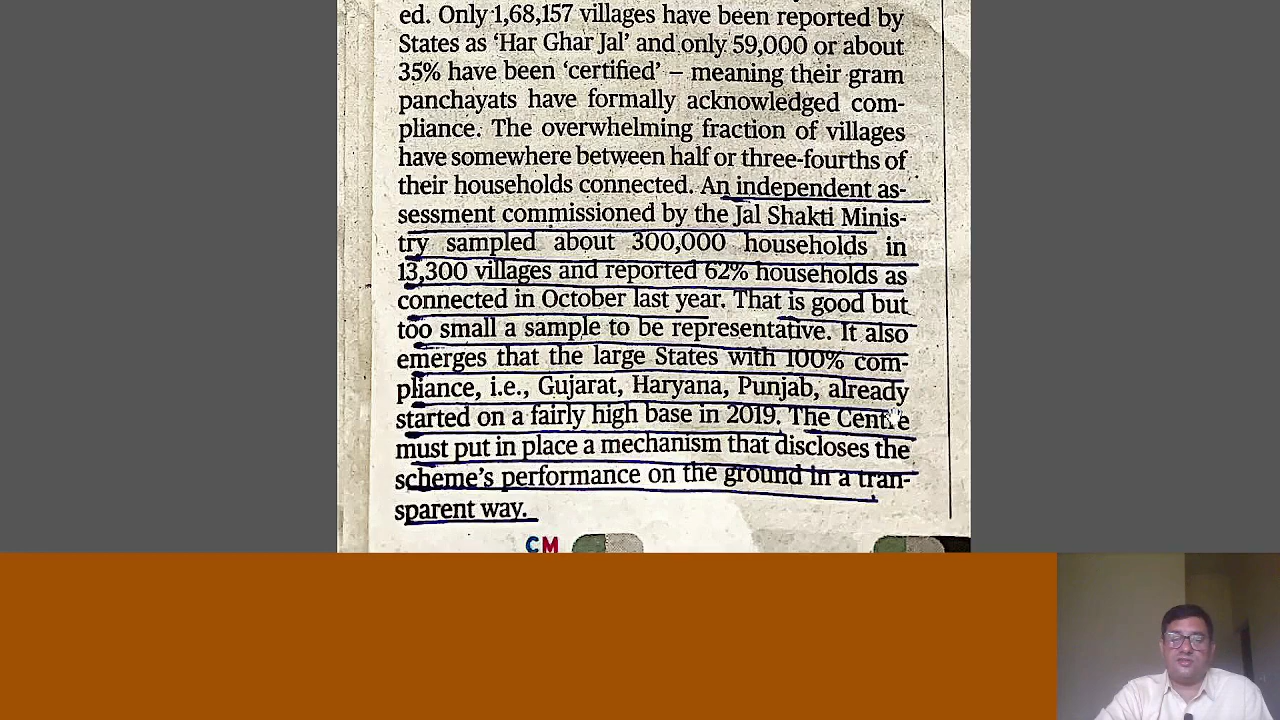 ed. Only 1,68,157 villages have been reported by
States as ‘Har Ghar Jal’ and only 59,000 or about
35% have been ‘certified’ – meaning their gram
panchayats have formally acknowledged com-
pliance. The overwhelming fraction of villages
have somewhere between half or three-fourths of
their households connected. An independent as-
sessment commissioned by the Jal Shakti Minis-
try sampled about 300,000 households in
13,300 villages and reported 62% households as
connected in October last year. That is good but
too small a sample to be representative. It also
emerges that the large States with 100% com-
pliance, i.e., Gujarat, Haryana, Punjab, already
started on a fairly high base in 2019. The Centre
must put in place a mechanism that discloses the
scheme’s performance on the ground in a tran-
sparent way.
CM